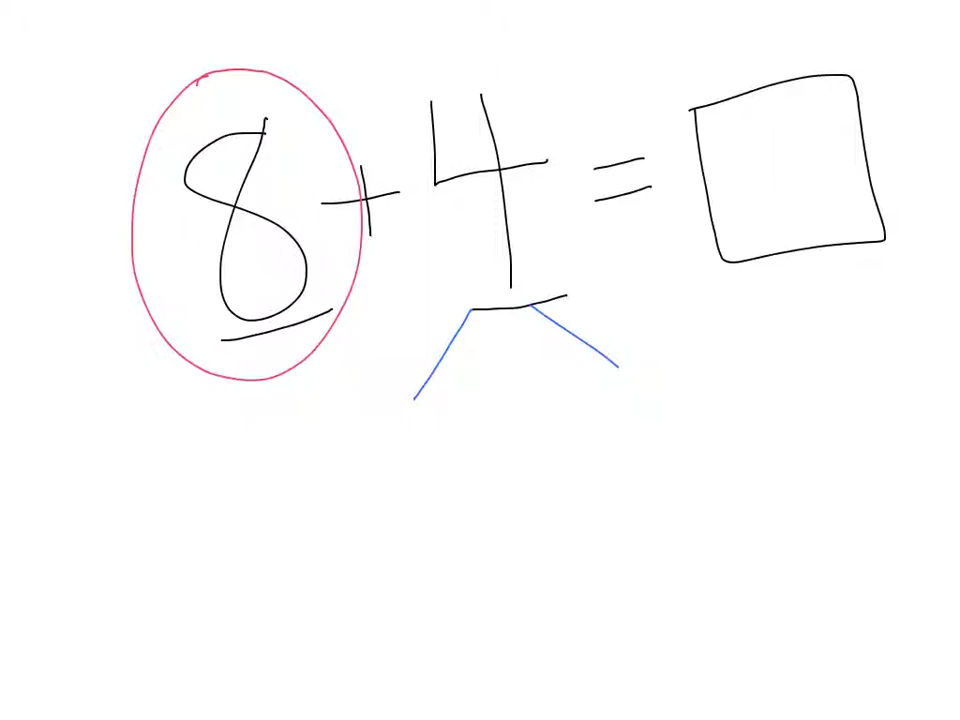 8 + 4 =